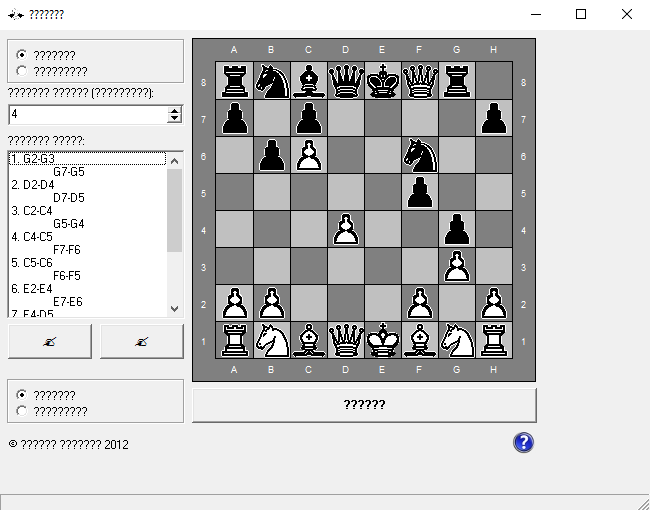 ???????
???????
?????????
??????? ?????? (?????????):
4
??????? ?????:
1. G2-G3
G7-G5
2. D2-D4
D7-D5
3. C2-C4
G5-G4
4. C4-C5
F7-F6
5. C5-C6
F6-F5
6. E2-E4
E7-E6
7. E4-D5
A B C D E F G H
8 8
7 7
6 6
5 5
4 4
3 3
2 2
1 1
A B C D E F G H
???????
?????????
??????
© ?????? ??????? 2012
?